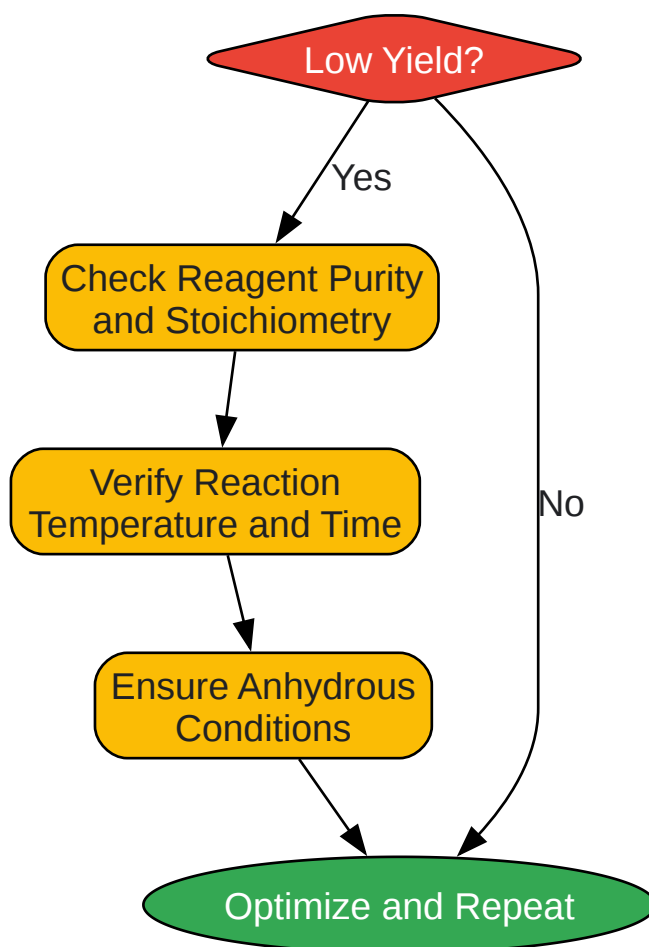 Low Yield?
Yes
Check Reagent Purity
and Stoichiometry
Verify Reaction
Temperature and Time
No
Ensure Anhydrous
Conditions
Optimize and Repeat